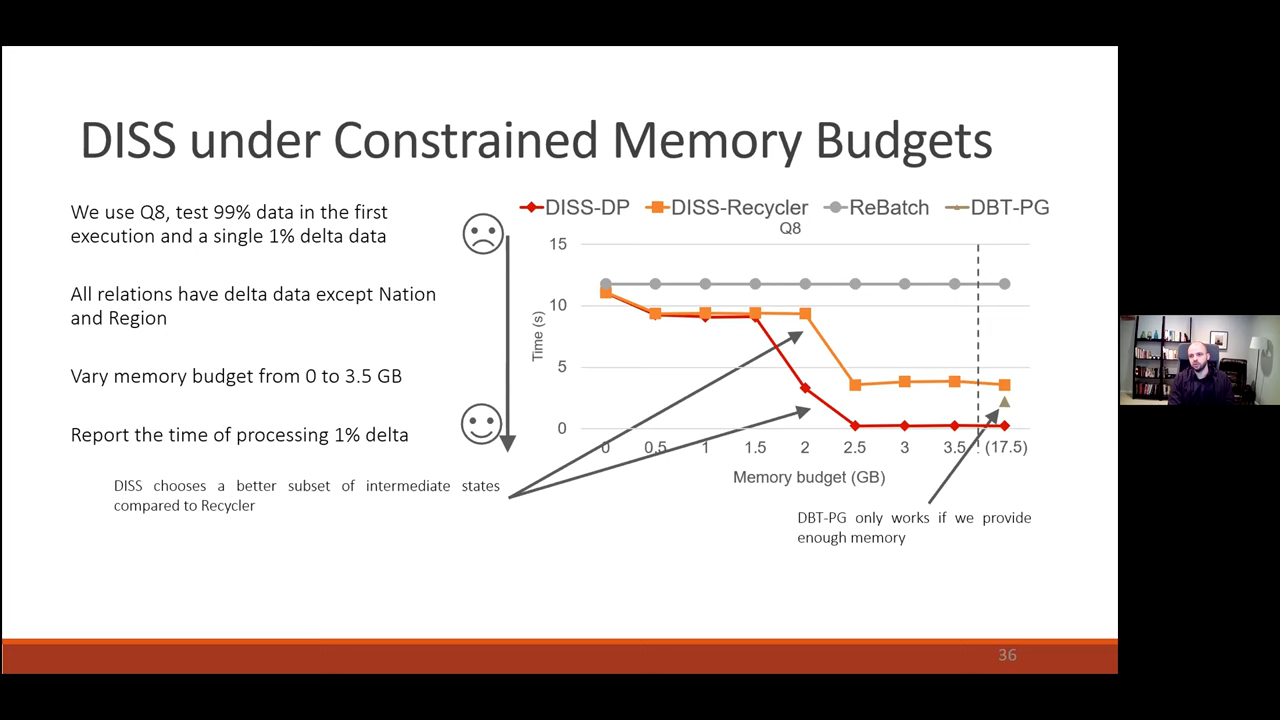 DISS under Constrained Memory Budgets
We use Q8, test 99% data in the first
execution and a single 1% delta data
All relations have delta data except Nation
and Region
Vary memory budget from 0 to 3.5 GB
Report the time of processing 1% delta
DISS chooses a better subset of intermediate states
compared to Recycler
DISS-DP DISS-Recycler ReBatch DBT-PG
Q8
15
10
5
0
Time (s)
0 0.5 1 1.5 2 2.5 3 3.5 (17.5)
Memory budget (GB)
DBT-PG only works if we provide
enough memory
36